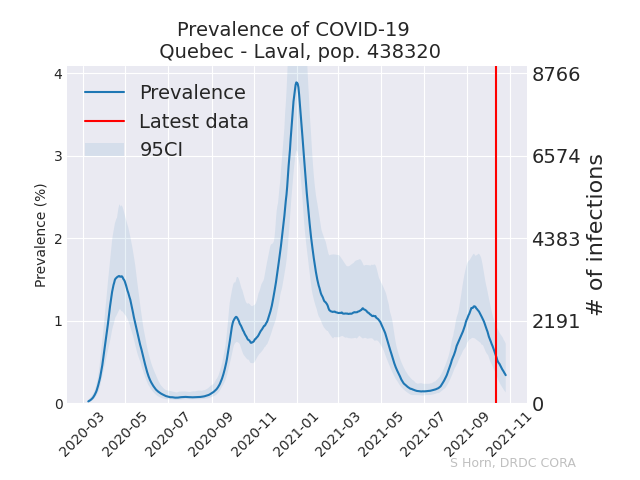 Prevalence of COVID-19
Quebec - Laval, pop. 438320
Prevalence
Latest data
95CI
Prevalence (%)
4
3
2
1
0
8766
6574
4383
2191
0
# of infections
2020-03
2020-05
2020-07
2020-09
2020-11
2021-01
2021-03
2021-05
2021-07
2021-09
2021-11
S Horn, DRDC CORA